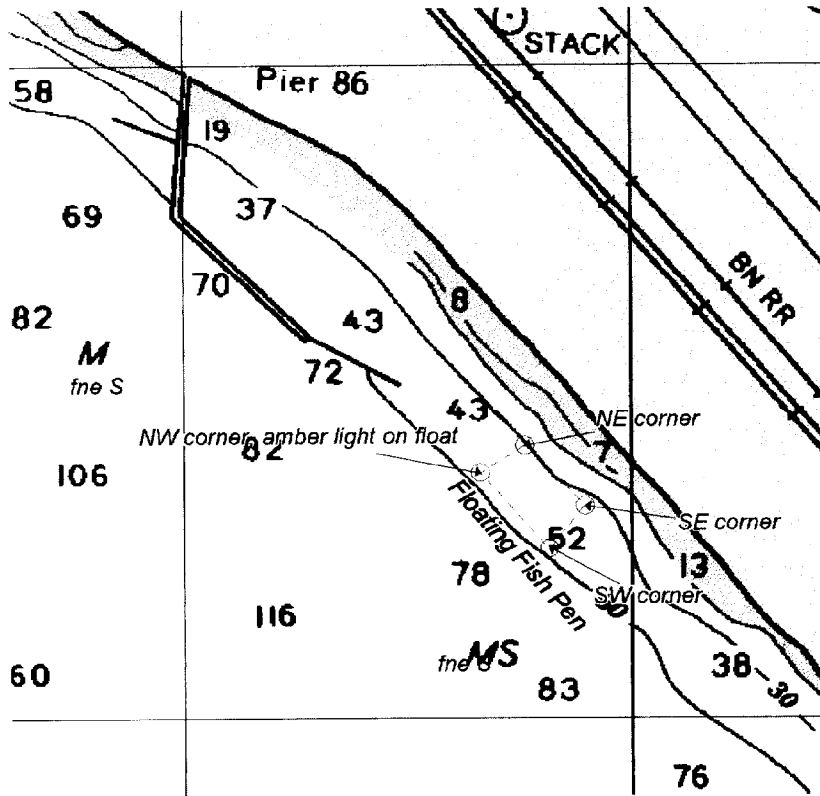 STACK
Pier 86
58
19
37
69
BN RR
70
8
43
82
M
72
fne S
43
NE corner
NW corner, amber light on float
82
7
106
Floating Fish Pen
SE corner
52
78
13
SW corner
30
116
fne S
MS
38
60
83
30
76